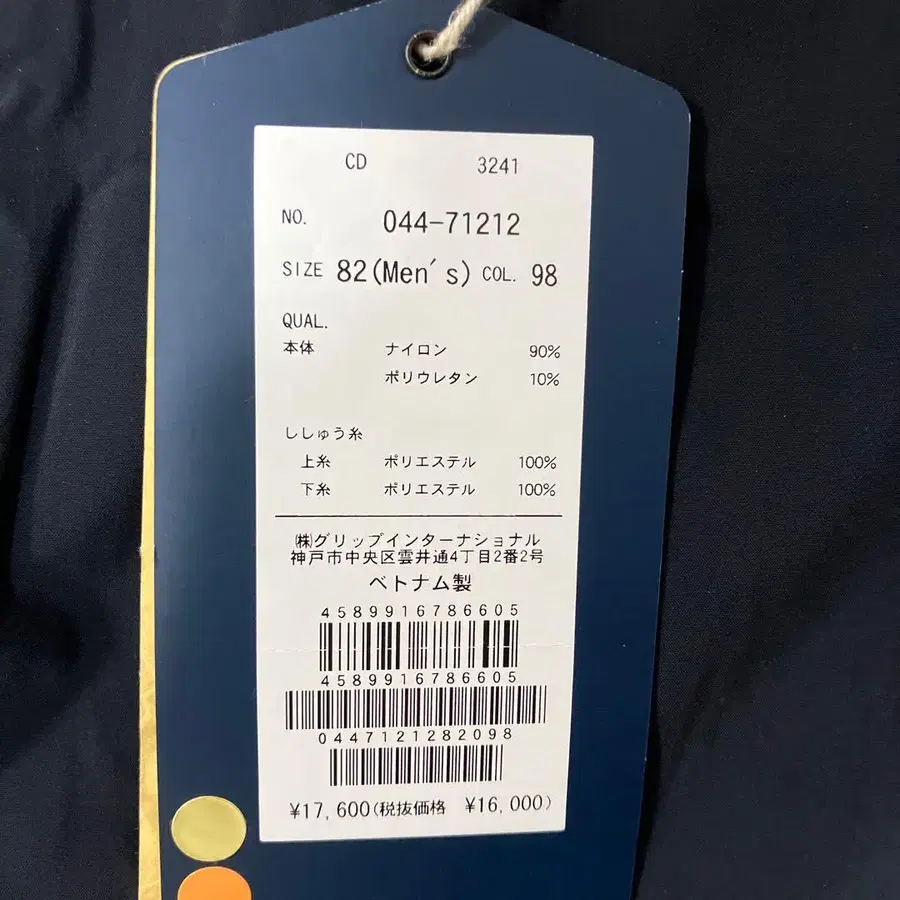 CD 3241
NO. 044-71212
SIZE 82(Men's) COL. 98
QUAL.
本体 ナイロン 90%
ポリウレタン 10%
ししゅう糸
上糸 ポリエステル 100%
下糸 ポリエステル 100%
㈱グリップインターナショナル
神戸市中央区雲井通4丁目2番2号
ベトナム製
4589916786605
4589916786605
0447121282098
¥17,600(税抜価格 ¥16,000)